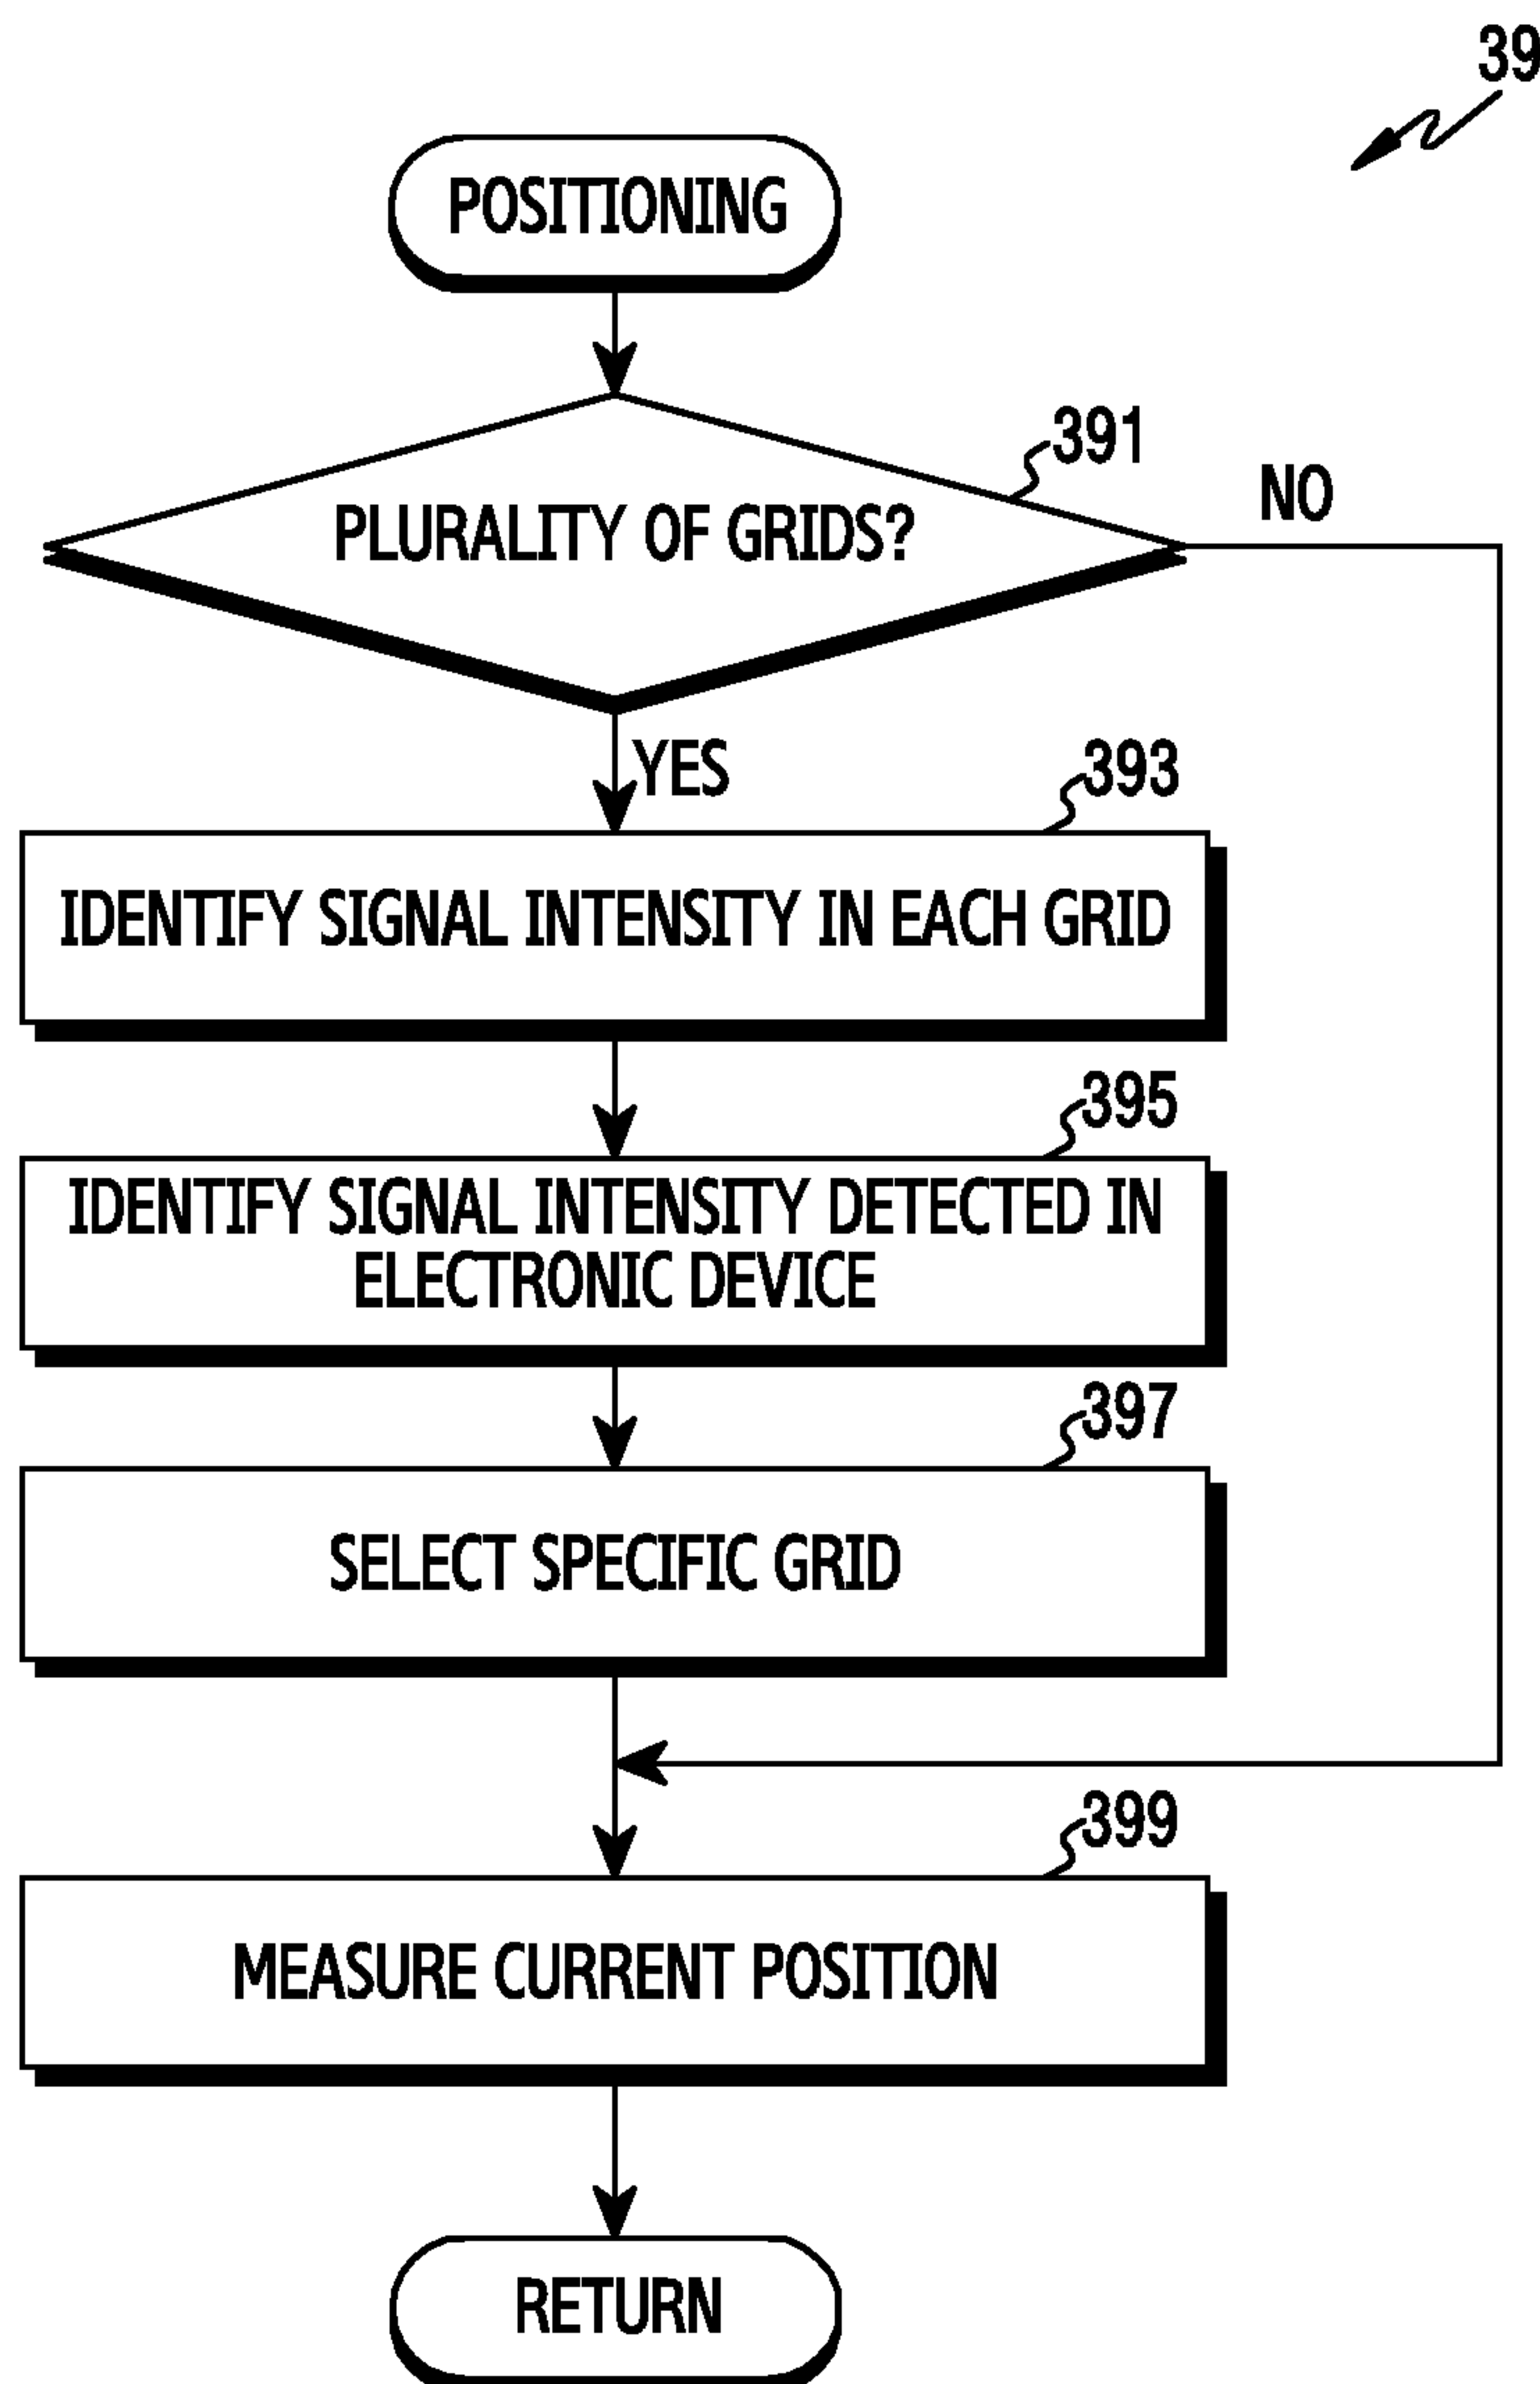 39
POSITIONING
391
PLURALITY OF GRIDS?
NO
YES
393
IDENTIFY SIGNAL INTENSITY IN EACH GRID
395
IDENTIFY SIGNAL INTENSITY DETECTED IN
ELECTRONIC DEVICE
397
SELECT SPECIFIC GRID
399
MEASURE CURRENT POSITION
RETURN